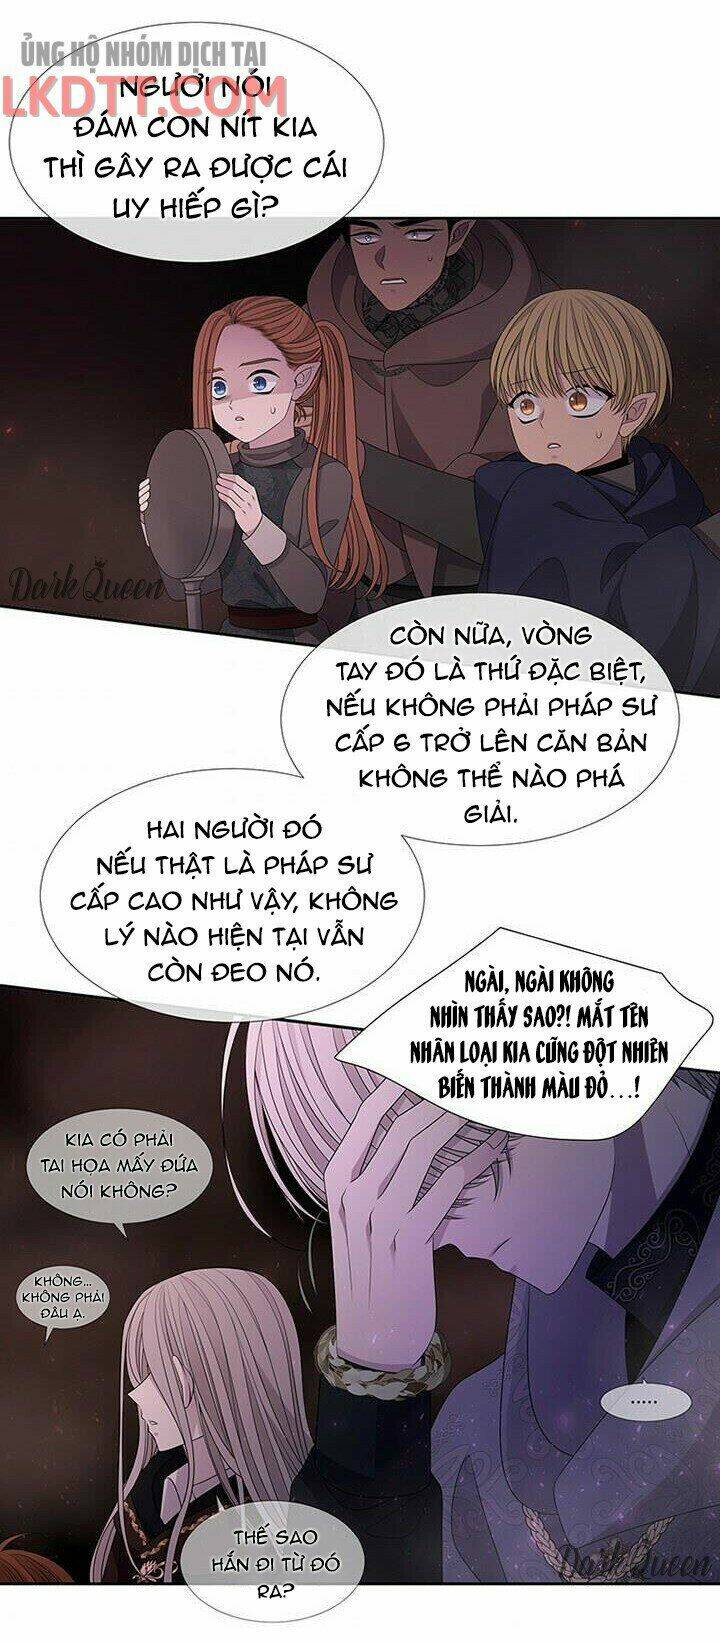 ỦNG HỘ NHÓM DỊCH TẠI
LKDTT.COM
NGƯƠI NÓI
ĐÁM CON NÍT KIA
THÌ GÂY RA ĐƯỢC CÁI
UY HIẾP GÌ?
DarkQueen
CÒN NỮA, VÒNG
TAY ĐÓ LÀ THỨ ĐẶC BIỆT,
NẾU KHÔNG PHẢI PHÁP SƯ
CẤP 6 TRỞ LÊN CĂN BẢN
KHÔNG THỂ NÀO PHÁ
GIẢI.
HAI NGƯỜI ĐÓ
NẾU THẬT LÀ PHÁP SƯ
CẤP CAO NHƯ VẬY, KHÔNG
LÝ NÀO HIỆN TẠI VẪN
CÒN ĐEO NÓ.
NGÀI, NGÀI KHÔNG
NHÌN THẤY SAO?! MẮT TÊN
NHÂN LOẠI KIA CŨNG ĐỘT NHIÊN
BIẾN THÀNH MÀU ĐỎ...!
KIA CÓ PHẢI
TAI HỌA MẤY ĐỨA
NÓI KHÔNG?
KHÔNG...
KHÔNG PHẢI
ĐÂU Ạ.
.....
THẾ SAO
HẮN ĐI TỪ ĐÓ
RA?
DarkQueen